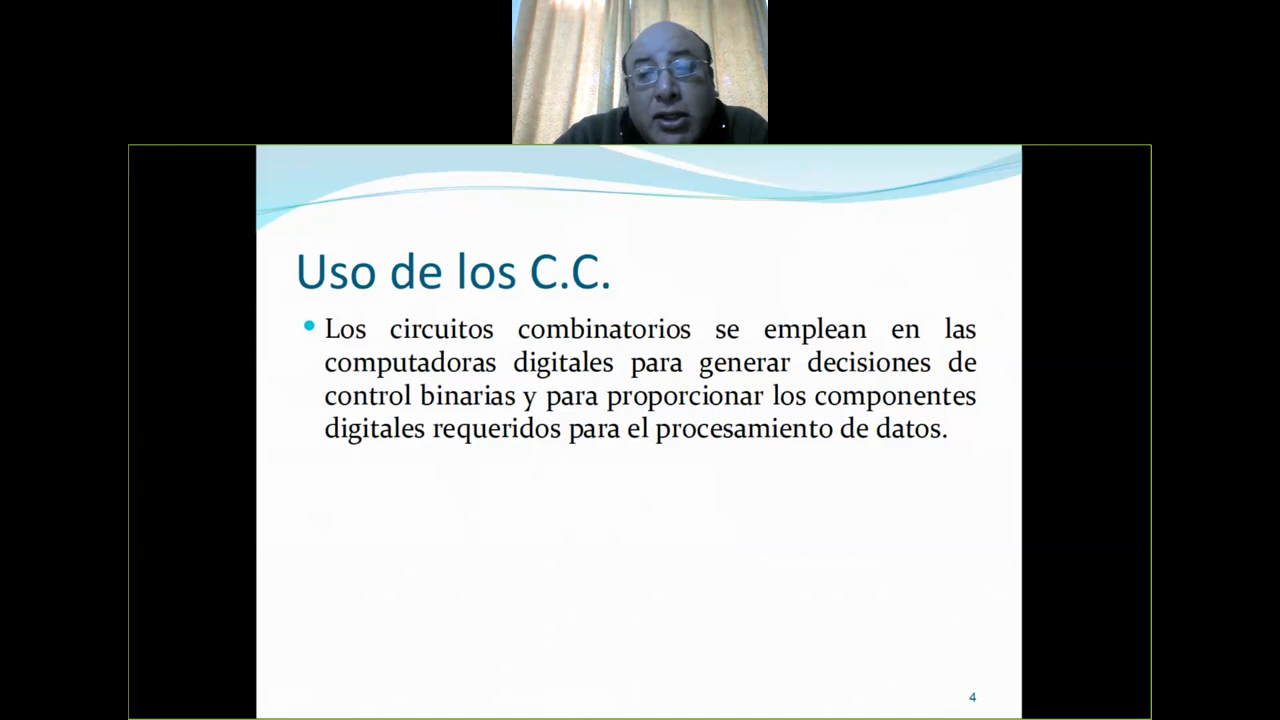 Uso de los C.C.
Los circuitos combinatorios se emplean en las
computadoras digitales para generar decisiones de
control binarias y para proporcionar los componentes
digitales requeridos para el procesamiento de datos.
4